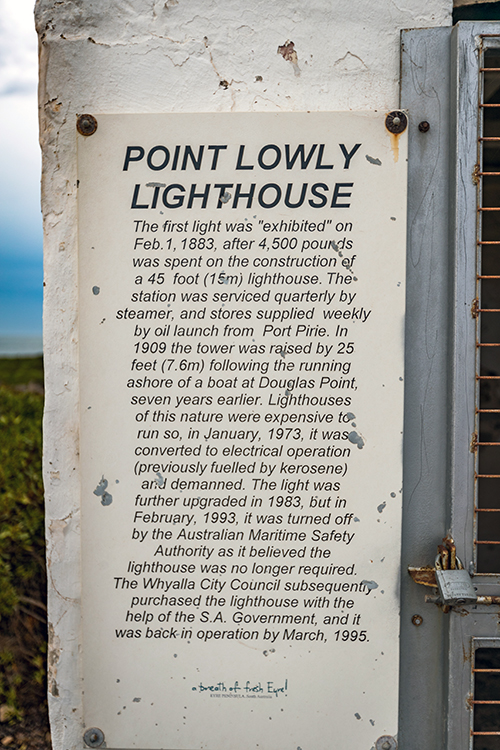 POINT LOWLY
LIGHTHOUSE
The first light was "exhibited" on
Feb.1, 1883, after 4,500 pounds
was spent on the construction of
a 45 foot (15m) lighthouse. The
station was serviced quarterly by
steamer, and stores supplied weekly
by oil launch from Port Pirie. In
1909 the tower was raised by 25
feet (7.6m) following the running
ashore of a boat at Douglas Point,
seven years earlier. Lighthouses
of this nature were expensive to
run so, in January, 1973, it was
converted to electrical operation
(previously fuelled by kerosene)
and demanned. The light was
further upgraded in 1983, but in
February, 1993, it was turned off
by the Australian Maritime Safety
Authority as it believed the
lighthouse was no longer required.
The Whyalla City Council subsequently
purchased the lighthouse with the
help of the S.A. Government, and it
was back in operation by March, 1995.
a breath of fresh Eyre!
EYRE PENINSULA, South Australia